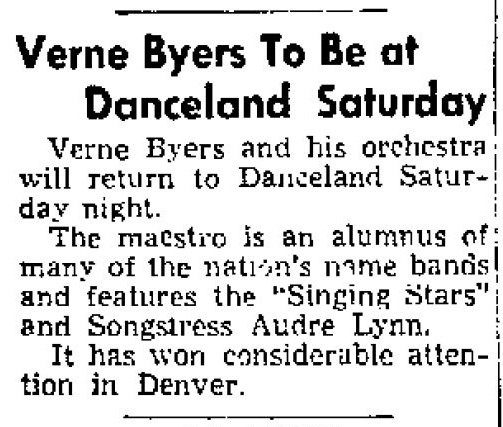 Verne Byers To Be at
Danceland Saturday
Verne Byers and his orchestra
will return to Danceland Satur-
day night.
The maestro is an alumnus of
many of the nation's name bands
and features the "Singing Stars"
and Songstress Audre Lynn.
It has won considerable atten-
tion in Denver.